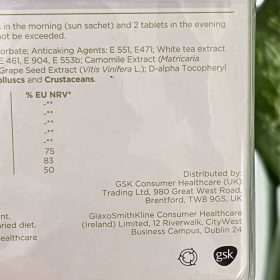 in the morning (sun sachet) and 2 tablets in the evening
not be exceeded.
orbate; Anticaking Agents: E 551, E471; White tea extract
E 461, E 904, E 553b; Camomile Extract (Matricaria
Grape Seed Extract (Vitis Vinifera L.); D-alpha Tocopheryl
olluscs and Crustaceans.
% EU NRV*
-**
-**
-**
-**
-**
75
83
50
Distributed by:
GSK Consumer Healthcare (UK)
Trading Ltd, 980 Great West Road,
Brentford, TW8 9GS, UK
GlaxoSmithKline Consumer Healthcare
(Ireland) Limited, 12 Riverwalk, CityWest
Business Campus, Dublin 24
ent.
varied diet.
ealthcare
gsk